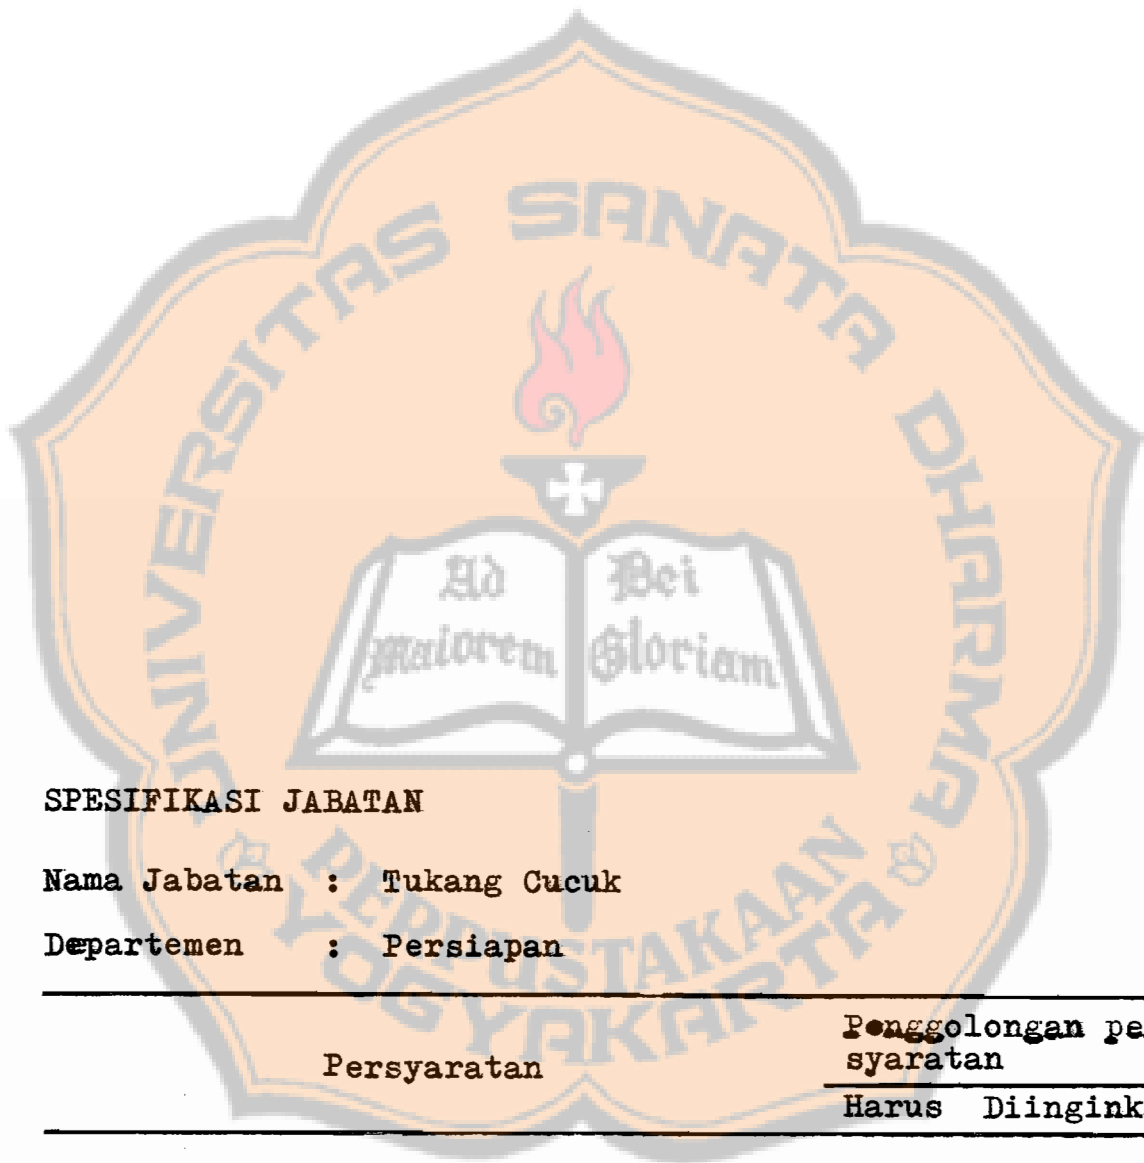 UNIVERSITAS SANATA DHARMA
Ad Dei
maiorem Gloriam
PERPUSTAKAAN
YOGYAKARTA
SPESIFIKASI JABATAN
Nama Jabatan : Tukang Cucuk
Departemen : Persiapan
Persyaratan
Penggolongan pe
syaratan
Harus Diingink